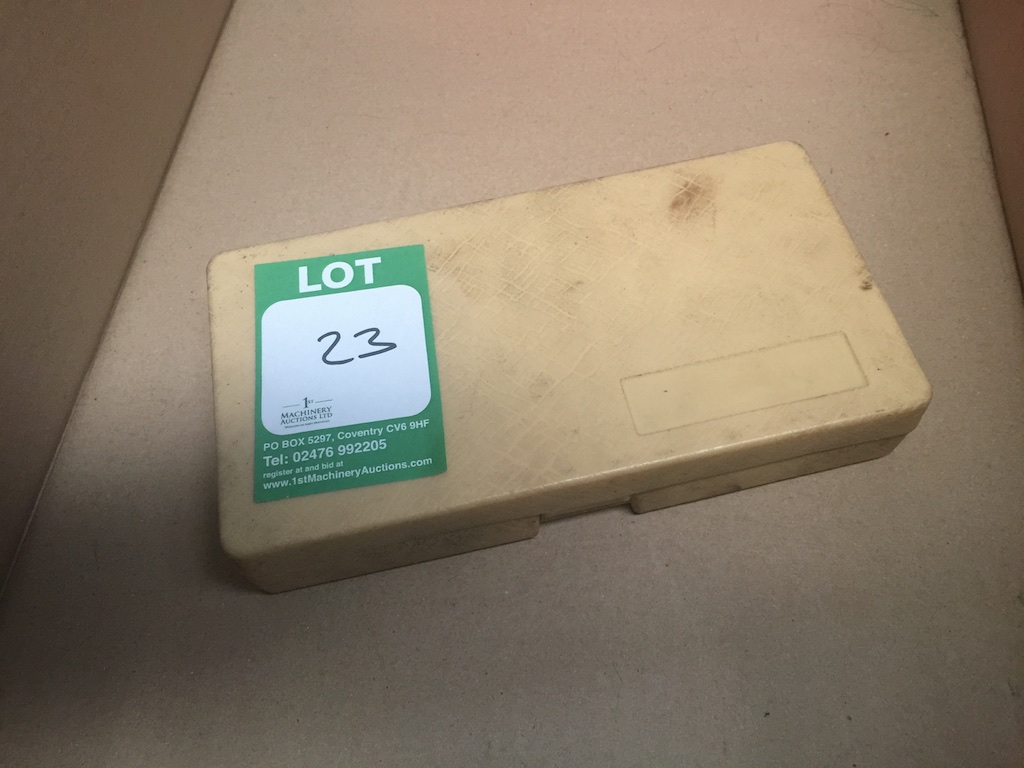 LOT
23
1ST
MACHINERY
AUCTIONS LTD
PO BOX 5297, Coventry CV6 9HF
Tel: 02476 992205
register at and bid at
www.1stMachineryAuctions.com